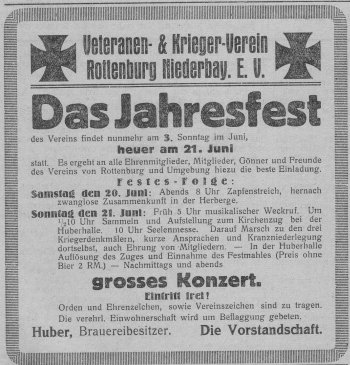 Veteranen- & Krieger-Verein
Rottenburg Niederbay. E. V.
Das Jahresfest
des Vereins findet nunmehr am 3. Sonntag im Juni,
heuer am 21. Juni
statt. Es ergeht an alle Ehrenmitglieder, Mitglieder, Gönner und Freunde
des Vereins von Rottenburg und Umgebung hiezu die beste Einladung.
Festes-Folge:
Samstag den 20. Juni: Abends 8 Uhr Zapfenstreich, hernach
zwanglose Zusammenkunft in der Herberge.
Sonntag den 21. Juni: Früh 5 Uhr musikalischer Weckruf. Um
½10 Uhr Sammeln und Aufstellung zum Kirchenzug bei der
Huberhalle. 10 Uhr Seelenmesse. Darauf Marsch zu den drei
Kriegerdenkmälern, kurze Ansprachen und Kranzniederlegung
dortselbst, auch Ehrung von Mitgliedern. — In der Huberhalle
Auflösung des Zuges und Einnahme des Festmahles (Preis ohne
Bier 2 RM.) — Nachmittags und abends
grosses Konzert.
Eintritt frei!
Orden und Ehrenzeichen, sowie Vereinszeichen sind zu tragen.
Die verehrl. Einwohnerschaft wird um Beflaggung gebeten.
Huber, Brauereibesitzer. Die Vorstandschaft.